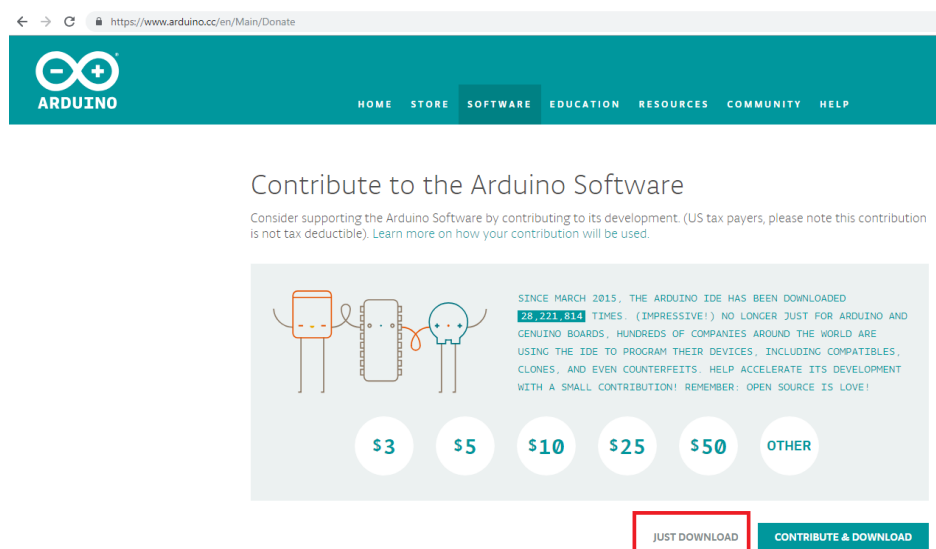 https://www.arduino.cc/en/Main/Donate
ARDUINO
HOME STORE SOFTWARE EDUCATION RESOURCES COMMUNITY HELP
Contribute to the Arduino Software
Consider supporting the Arduino Software by contributing to its development. (US tax payers, please note this contribution
is not tax deductible). Learn more on how your contribution will be used.
SINCE MARCH 2015, THE ARDUINO IDE HAS BEEN DOWNLOADED
28,221,814 TIMES. (IMPRESSIVE!) NO LONGER JUST FOR ARDUINO AND
GENUINO BOARDS, HUNDREDS OF COMPANIES AROUND THE WORLD ARE
USING THE IDE TO PROGRAM THEIR DEVICES, INCLUDING COMPATIBLES,
CLONES, AND EVEN COUNTERFEITS. HELP ACCELERATE ITS DEVELOPMENT
WITH A SMALL CONTRIBUTION! REMEMBER: OPEN SOURCE IS LOVE!
$3 $5 $10 $25 $50 OTHER
JUST DOWNLOAD CONTRIBUTE & DOWNLOAD